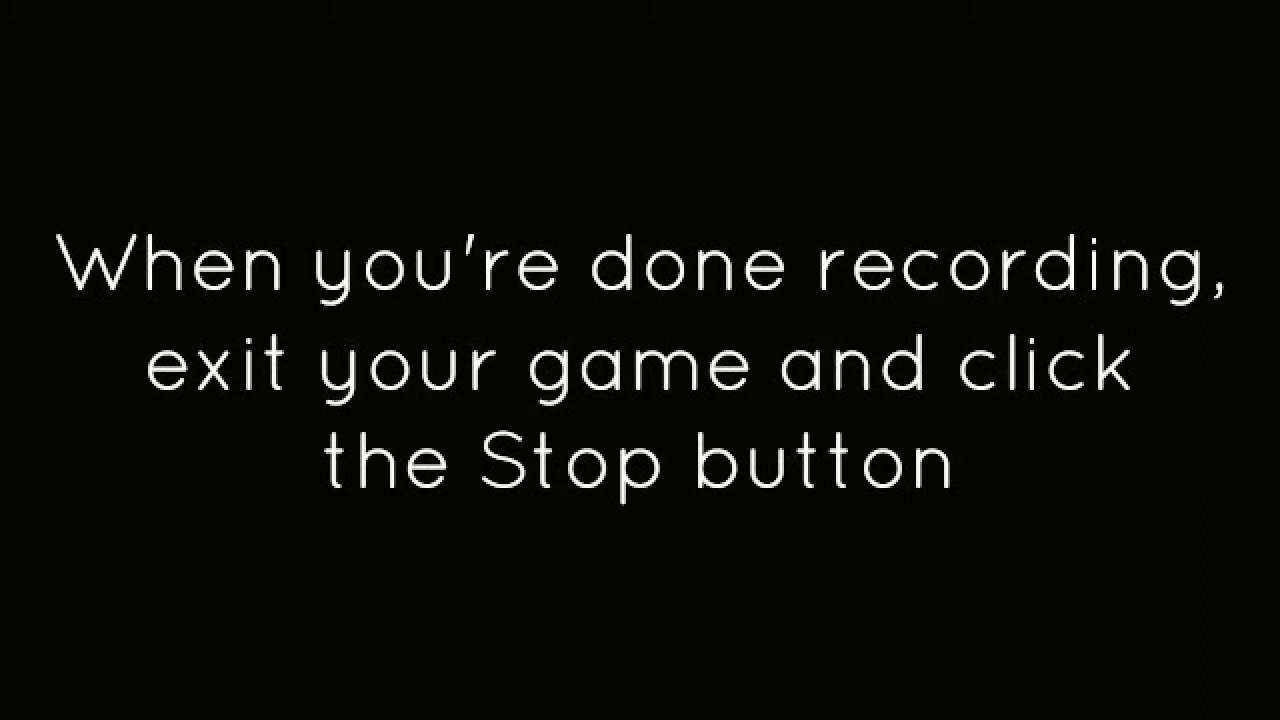 When you're done recording,
exit your game and click
the Stop button